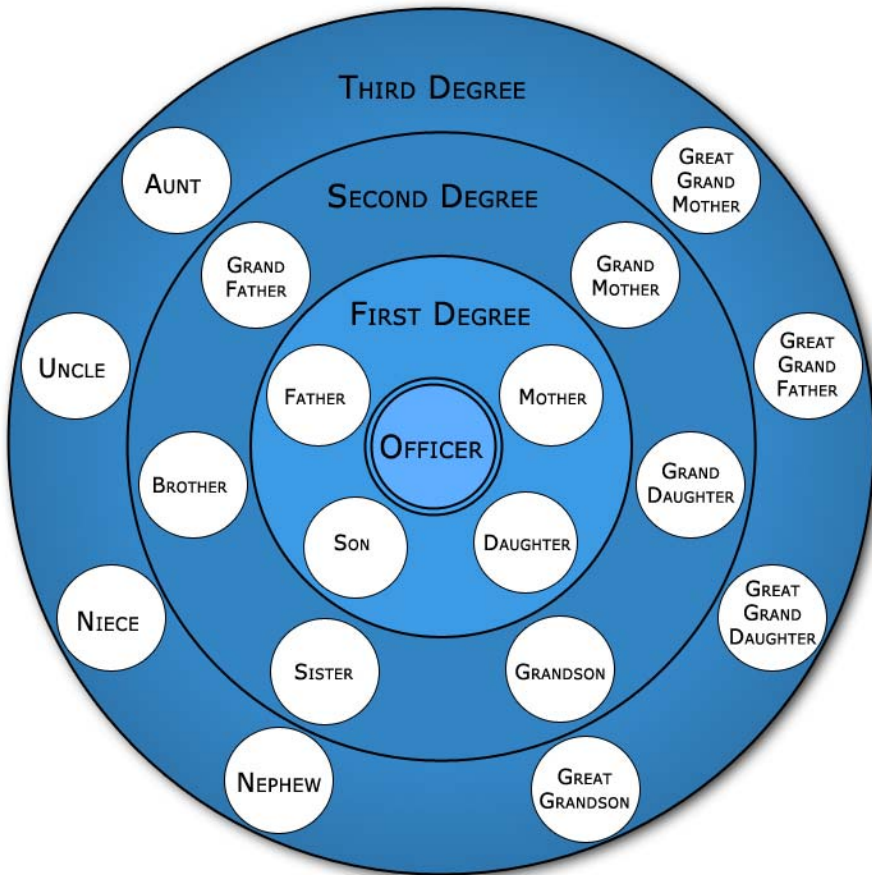 Third Degree
Aunt
Great
Grand
Mother
Second Degree
Grand
Father
Grand
Mother
First Degree
Uncle
Great
Grand
Father
Father
Mother
Officer
Brother
Grand
Daughter
Son
Daughter
Niece
Great
Grand
Daughter
Sister
Grandson
Nephew
Great
Grandson